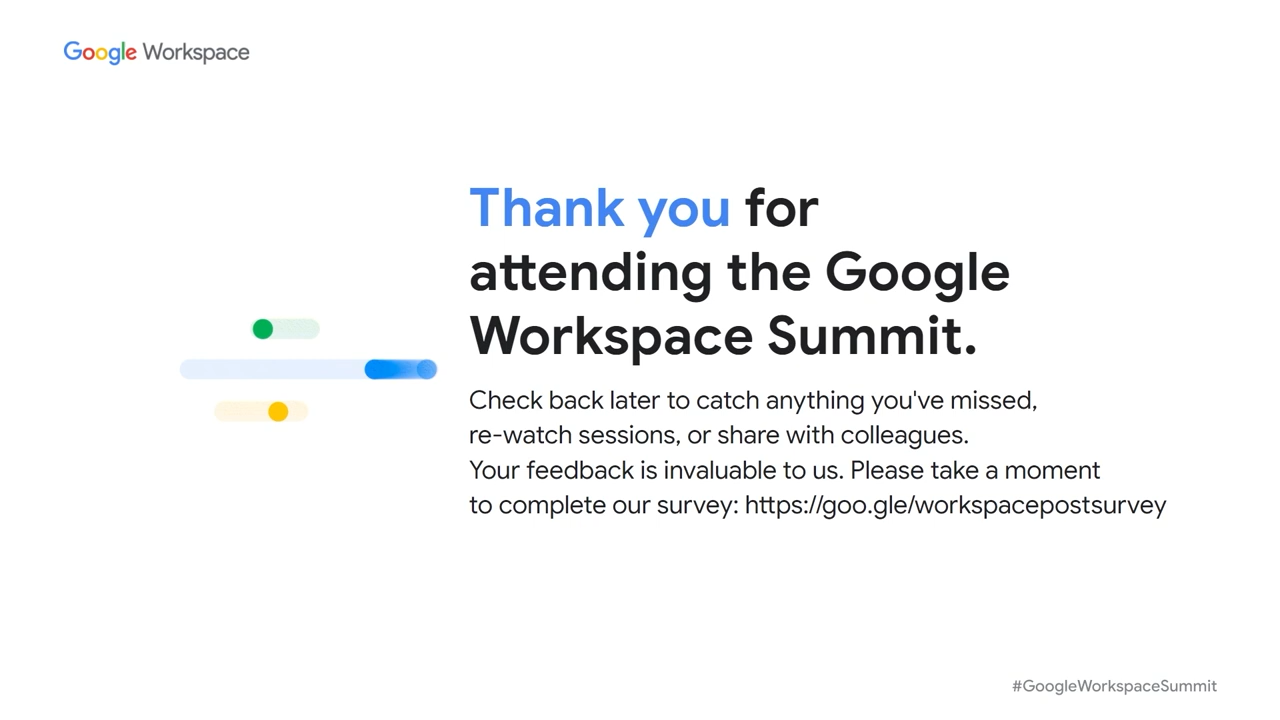 Google Workspace
Thank you for
attending the Google
Workspace Summit.
Check back later to catch anything you've missed,
re-watch sessions, or share with colleagues.
Your feedback is invaluable to us. Please take a moment
to complete our survey: https://goo.gle/workspacepostsurvey
#GoogleWorkspaceSummit